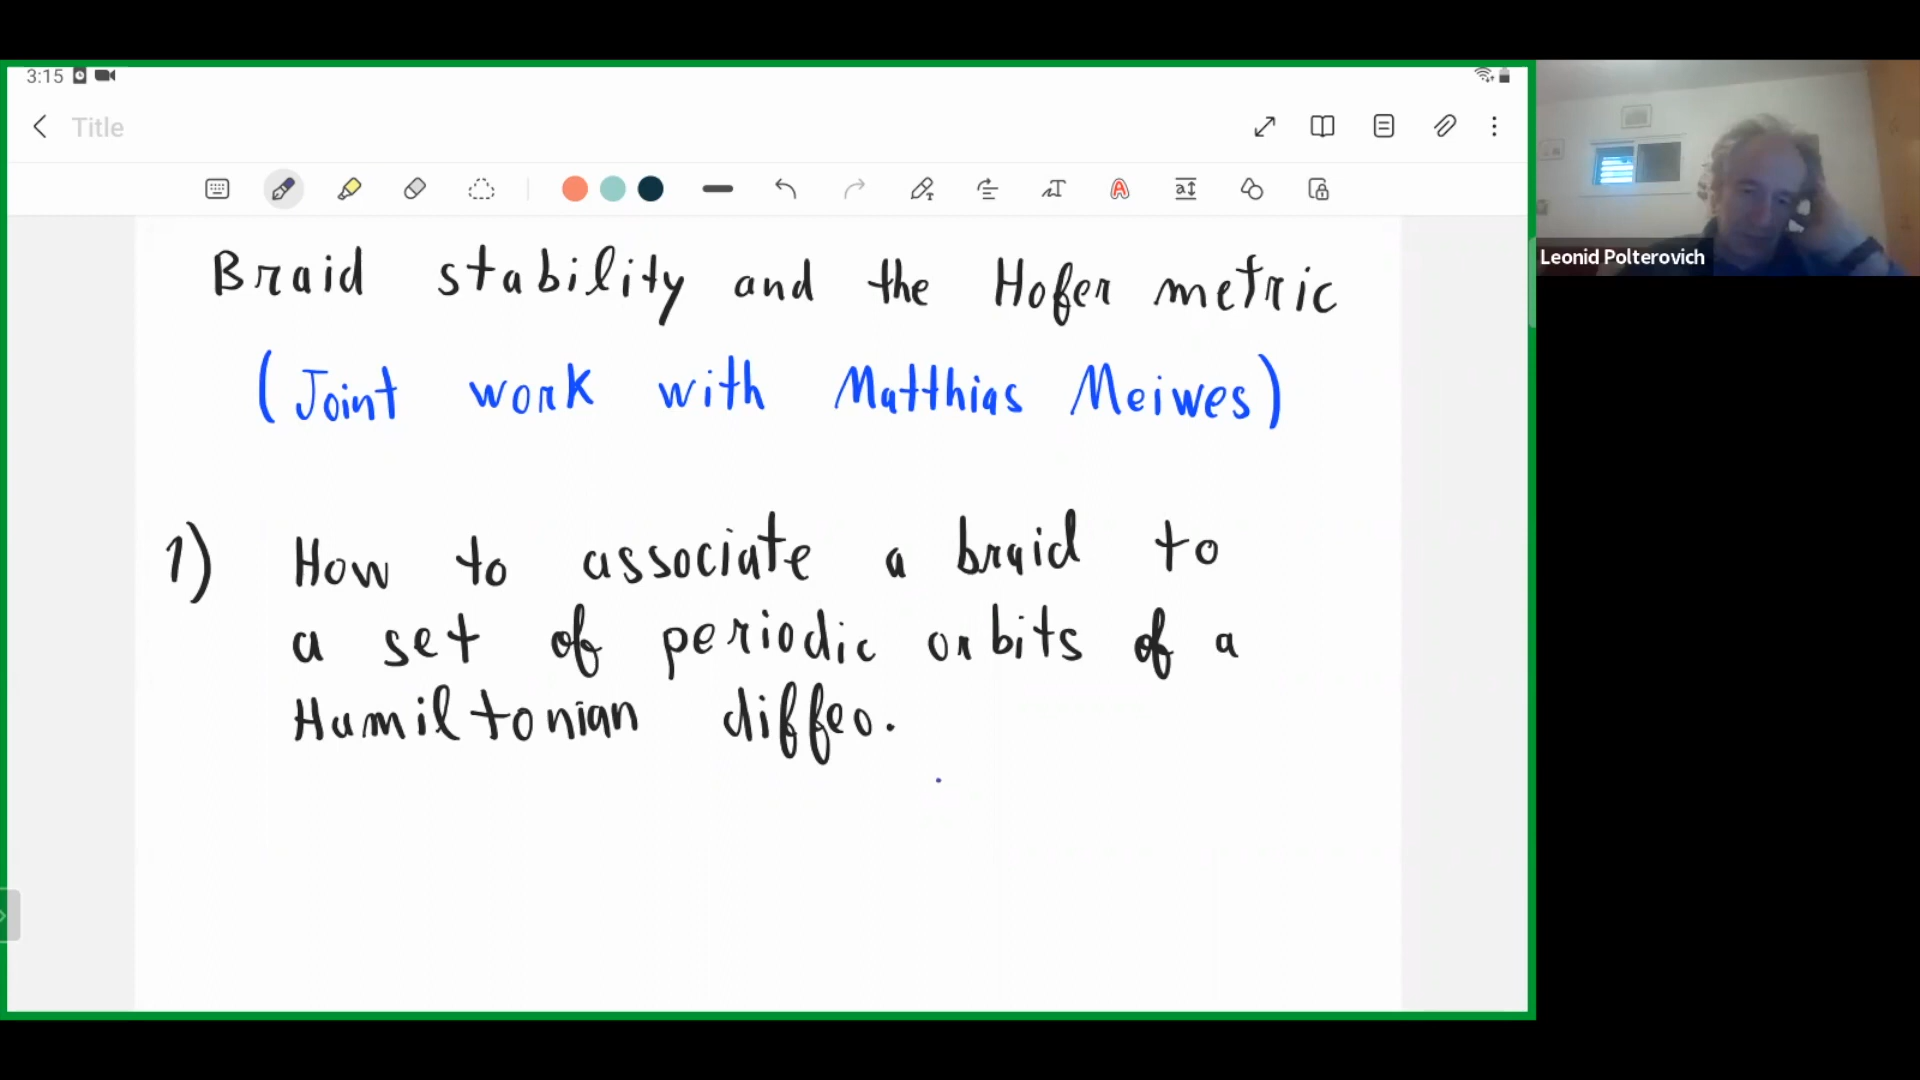 3:15
Title
Braid stability and the Hofer metric
(Joint work with Matthias Meiwes)
1) How to associate a braid to
a set of periodic orbits of a
Hamiltonian diffeo.
Leonid Polterovich